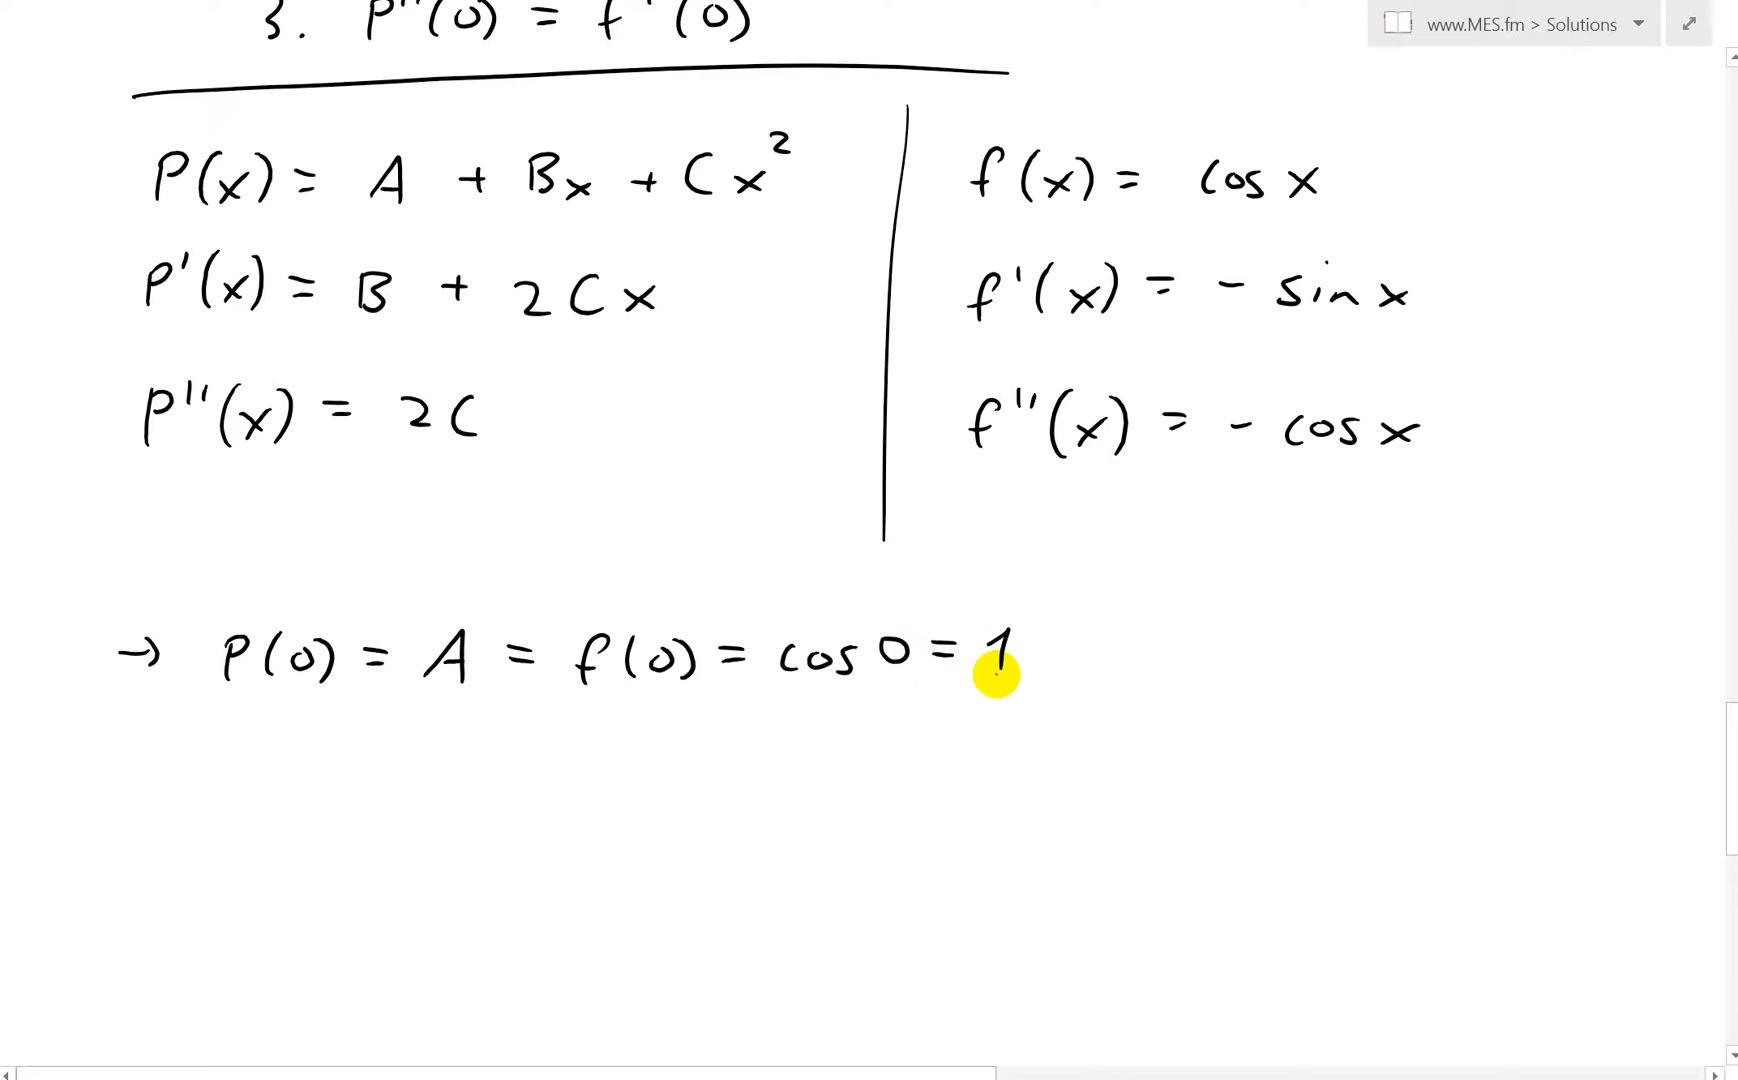 www.MES.fm > Solutions
3. P''(0) = f''(0)
P(x) = A + Bx + Cx²
f(x) = cos x
P'(x) = B + 2Cx
f'(x) = - sin x
P''(x) = 2C
f''(x) = - cos x
→ P(0) = A = f(0) = cos 0 = 1